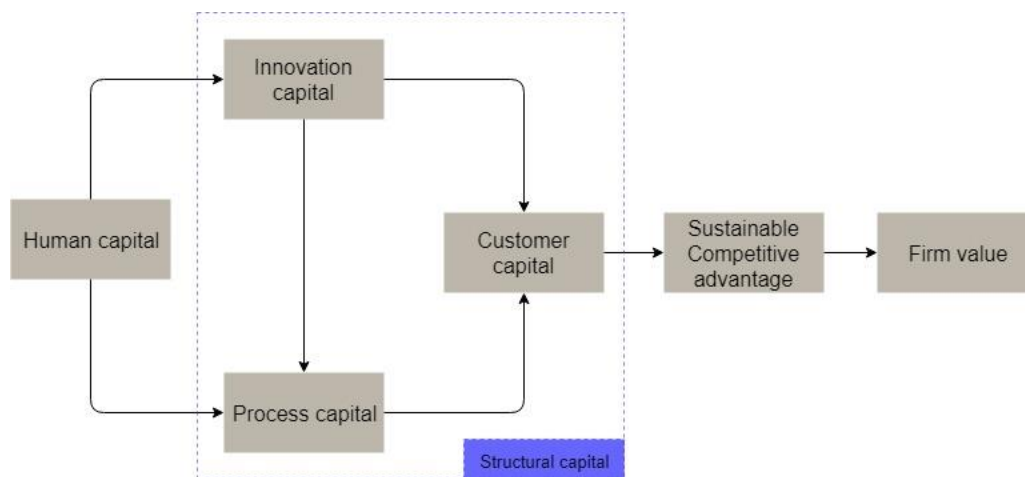 Innovation
capital
Human capital
Customer
capital
Sustainable
Competitive
advantage
Firm value
Process capital
Structural capital